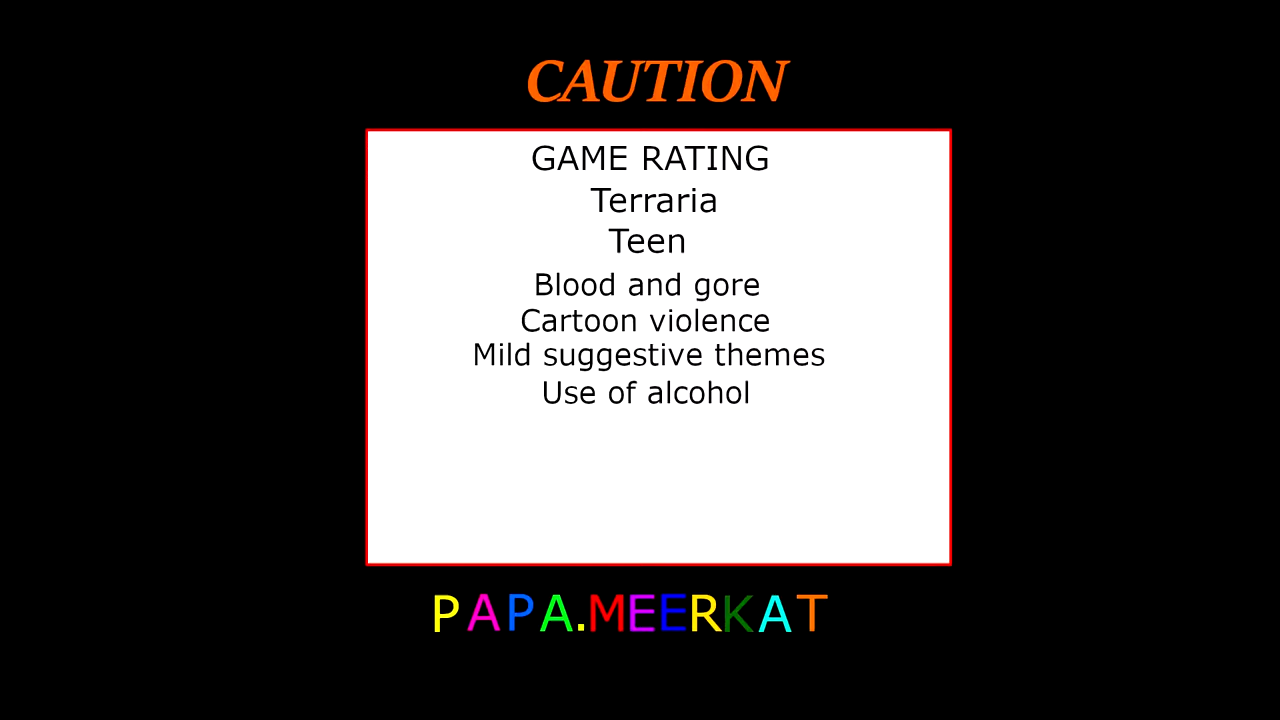 CAUTION
GAME RATING
Terraria
Teen
Blood and gore
Cartoon violence
Mild suggestive themes
Use of alcohol
PAPA.MEERKAT